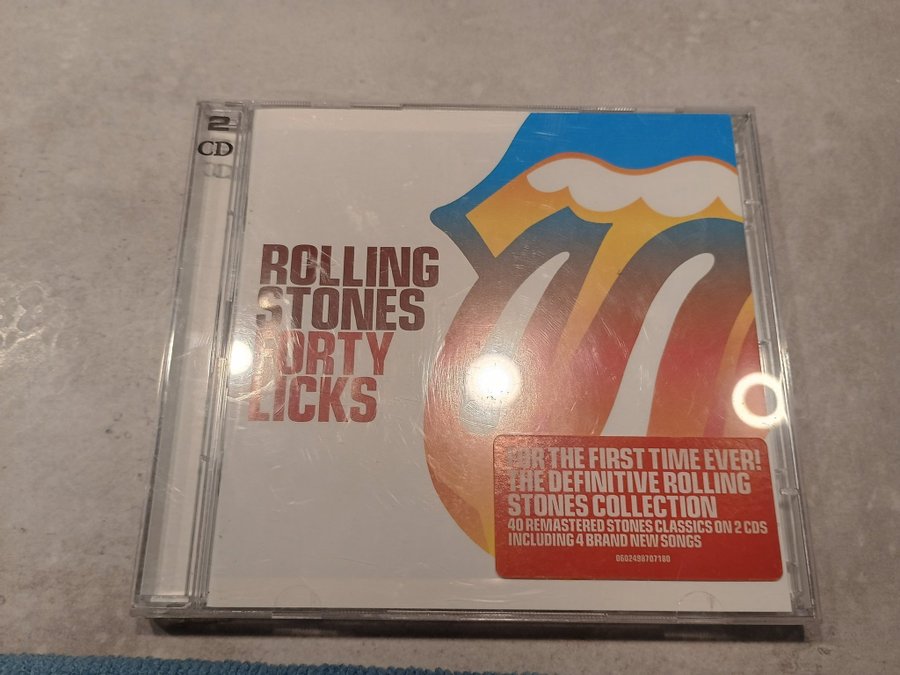 2
CD
ROLLING
STONES
FORTY
LICKS
FOR THE FIRST TIME EVER!
THE DEFINITIVE ROLLING
STONES COLLECTION
40 REMASTERED STONES CLASSICS ON 2 CDS
INCLUDING 4 BRAND NEW SONGS
0602498707180